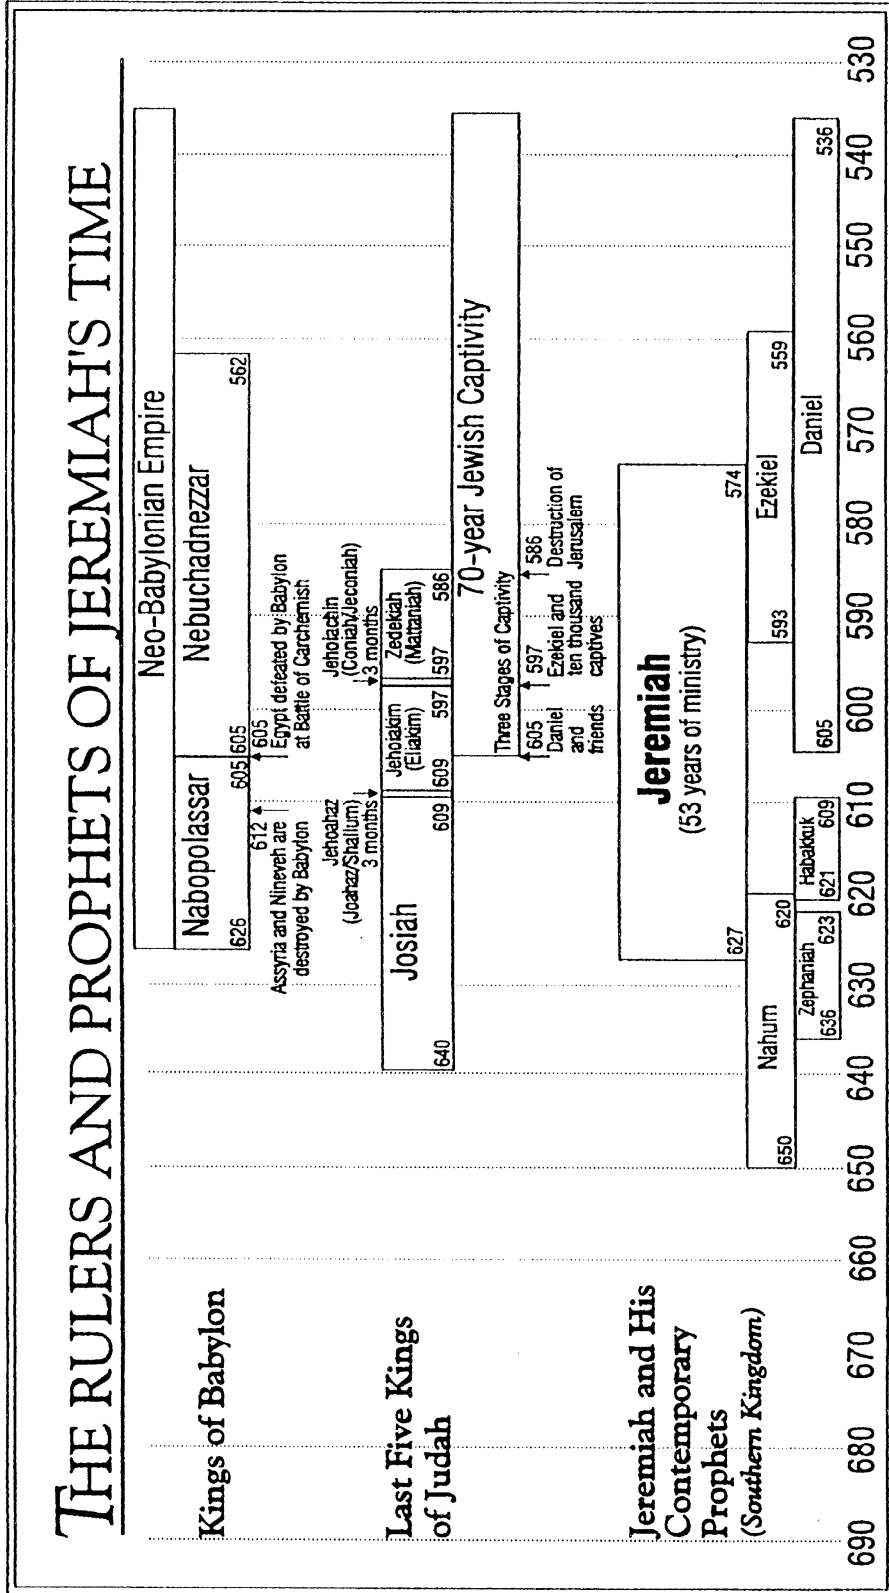 THE RULERS AND PROPHETS OF JEREMIAH'S TIME
Kings of Babylon
Neo-Babylonian Empire
Nabopolassar
626
605
Nebuchadnezzar
605
562
612
Assyria and Nineveh are
destroyed by Babylon
605
Egypt defeated by Babylon
at Battle of Carchemish
Last Five Kings
of Judah
Jehoahaz
(Joahaz/Shallum)
3 months
Jehoiachin
(Coniah/Jeconiah)
3 months
Josiah
640
609
Jehoiakim
(Eliakim)
609
597
Zedekiah
(Mattaniah)
597
586
70-year Jewish Captivity
Three Stages of Captivity
605
Daniel
and
friends
597
Ezekiel and
ten thousand
captives
586
Destruction of
Jerusalem
Jeremiah and His
Contemporary
Prophets
(Southern Kingdom)
Jeremiah
(53 years of ministry)
627
574
Nahum
650
620
Ezekiel
593
559
Zephaniah
636
623
Habakkuk
621
609
Daniel
605
536
690
680
670
660
650
640
630
620
610
600
590
580
570
560
550
540
530